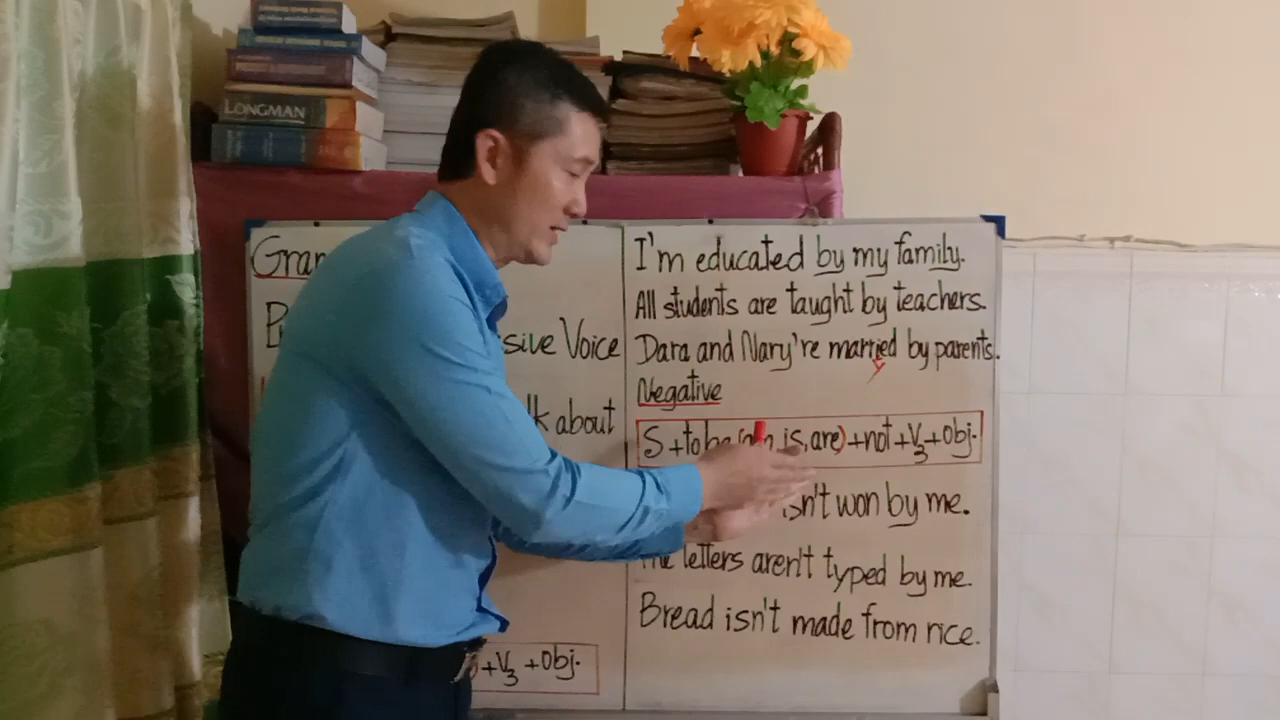 LONGMAN
Gran
sive Voice
lk about
+V3 +Obj.
I'm educated by my family.
All students are taught by teachers.
Dara and Nary're married by parents.
y
Negative
S + to be (am, is, are) + not + V3 + Obj.
isn't won by me.
The letters aren't typed by me.
Bread isn't made from rice.